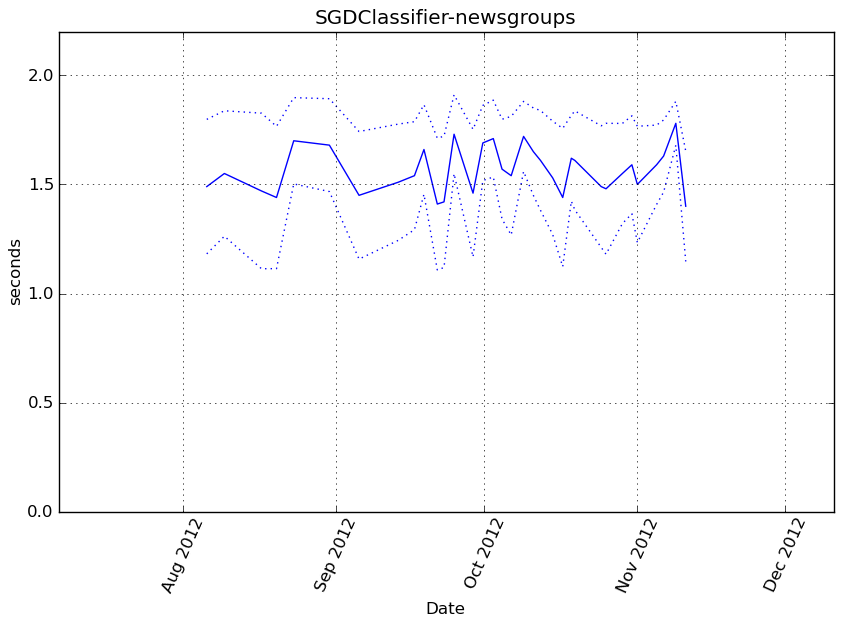 SGDClassifier-newsgroups
2.0
1.5
1.0
0.5
0.0
seconds
Aug 2012
Sep 2012
Oct 2012
Nov 2012
Dec 2012
Date